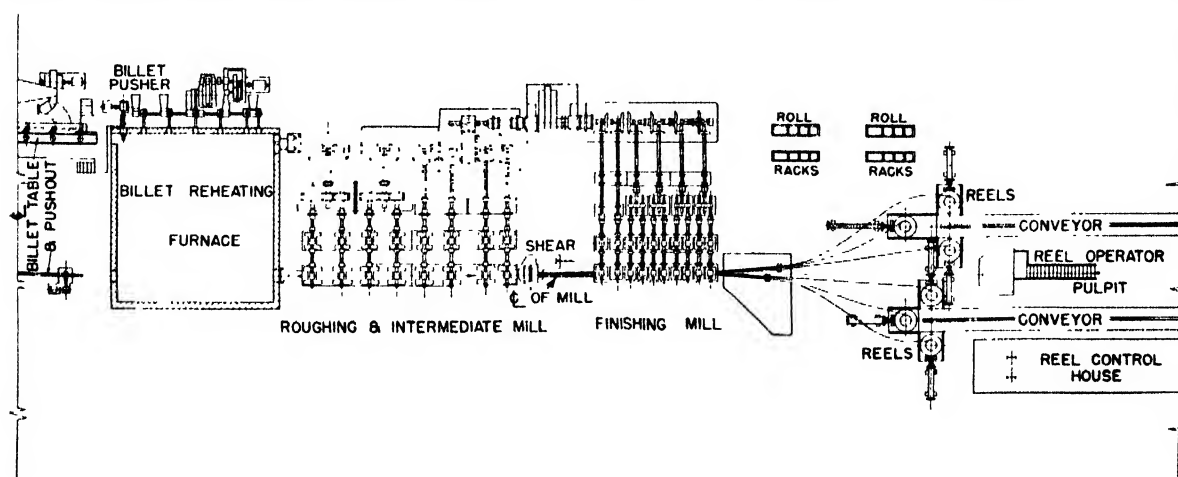 BILLET
PUSHER
BILLET TABLE
& PUSHOUT
BILLET REHEATING
FURNACE
ROUGHING & INTERMEDIATE MILL
SHEAR
℄ OF MILL
FINISHING MILL
ROLL
RACKS
ROLL
RACKS
REELS
CONVEYOR
REEL OPERATOR
PULPIT
CONVEYOR
REELS
REEL CONTROL
HOUSE